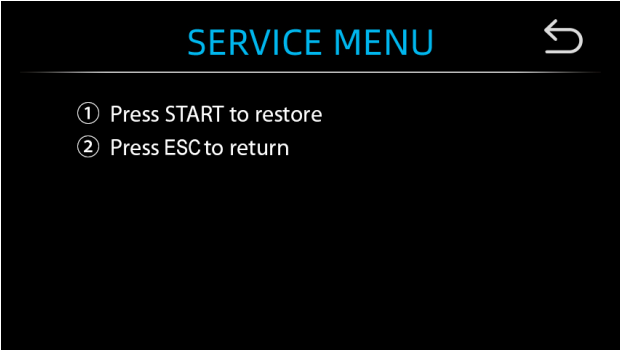 SERVICE MENU
① Press START to restore
② Press ESC to return